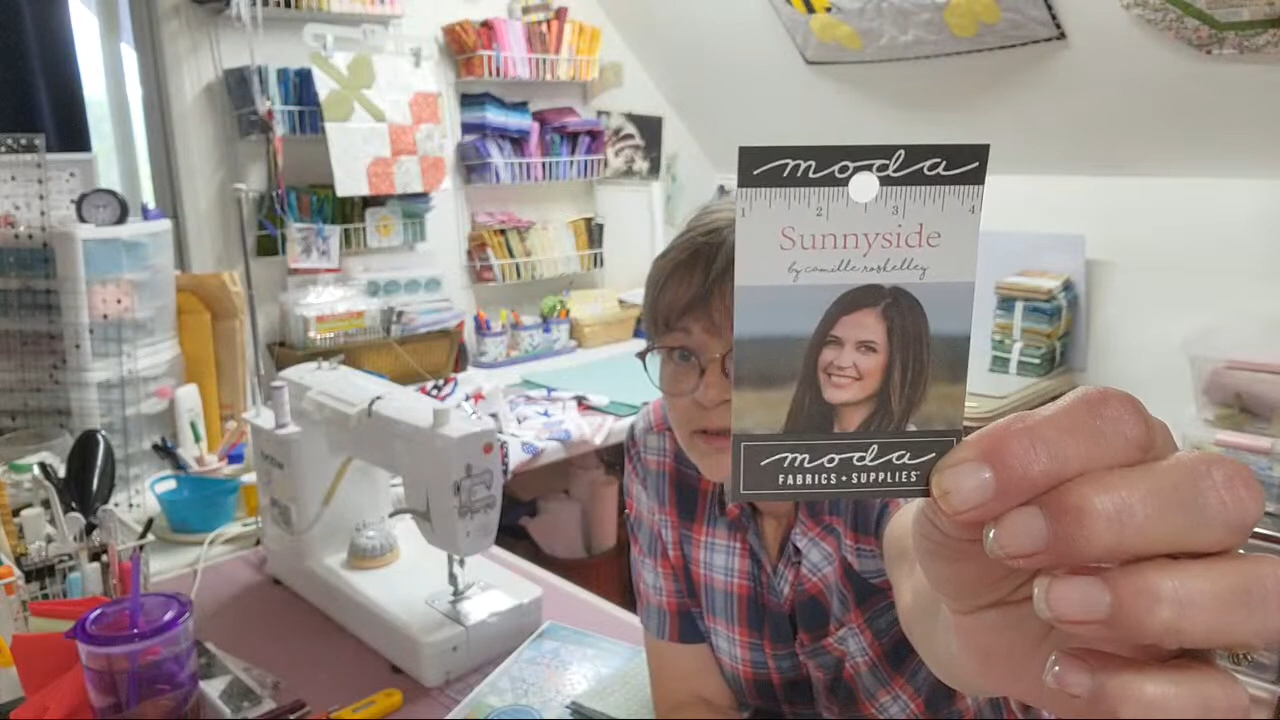 moda
1 2 3 4
Sunnyside
by camille roskelley
moda
FABRICS + SUPPLIES